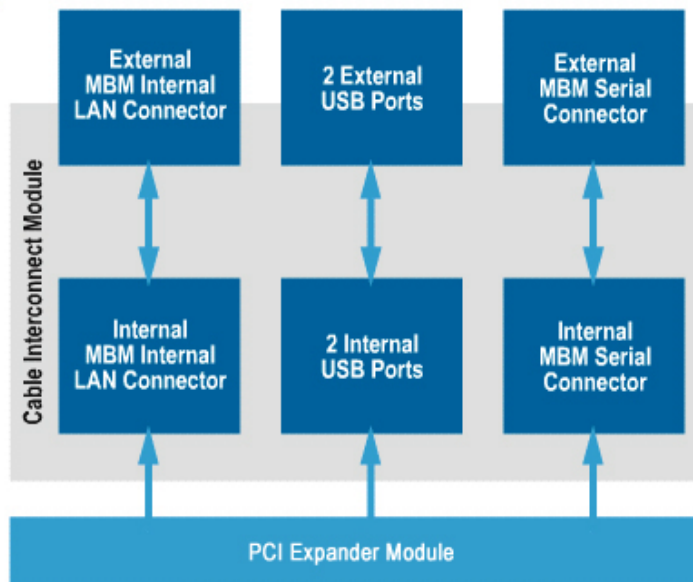 External
MBM Internal
LAN Connector
2 External
USB Ports
External
MBM Serial
Connector
Cable Interconnect Module
Internal
MBM Internal
LAN Connector
2 Internal
USB Ports
Internal
MBM Serial
Connector
PCI Expander Module